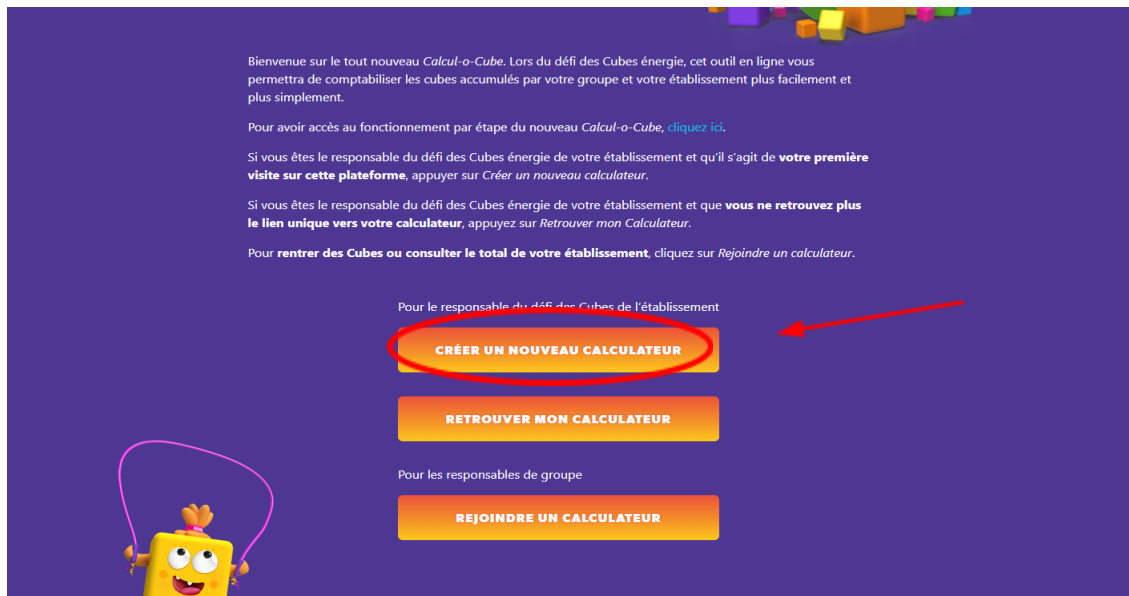 Bienvenue sur le tout nouveau Calcul-o-Cube. Lors du défi des Cubes énergie, cet outil en ligne vous
permettra de comptabiliser les cubes accumulés par votre groupe et votre établissement plus facilement et
plus simplement.
Pour avoir accès au fonctionnement par étape du nouveau Calcul-o-Cube, cliquez ici.
Si vous êtes le responsable du défi des Cubes énergie de votre établissement et qu'il s'agit de votre première
visite sur cette plateforme, appuyer sur Créer un nouveau calculateur.
Si vous êtes le responsable du défi des Cubes énergie de votre établissement et que vous ne retrouvez plus
le lien unique vers votre calculateur, appuyez sur Retrouver mon Calculateur.
Pour rentrer des Cubes ou consulter le total de votre établissement, cliquez sur Rejoindre un calculateur.
Pour le responsable du défi des Cubes de l'établissement
CRÉER UN NOUVEAU CALCULATEUR
RETROUVER MON CALCULATEUR
Pour les responsables de groupe
REJOINDRE UN CALCULATEUR